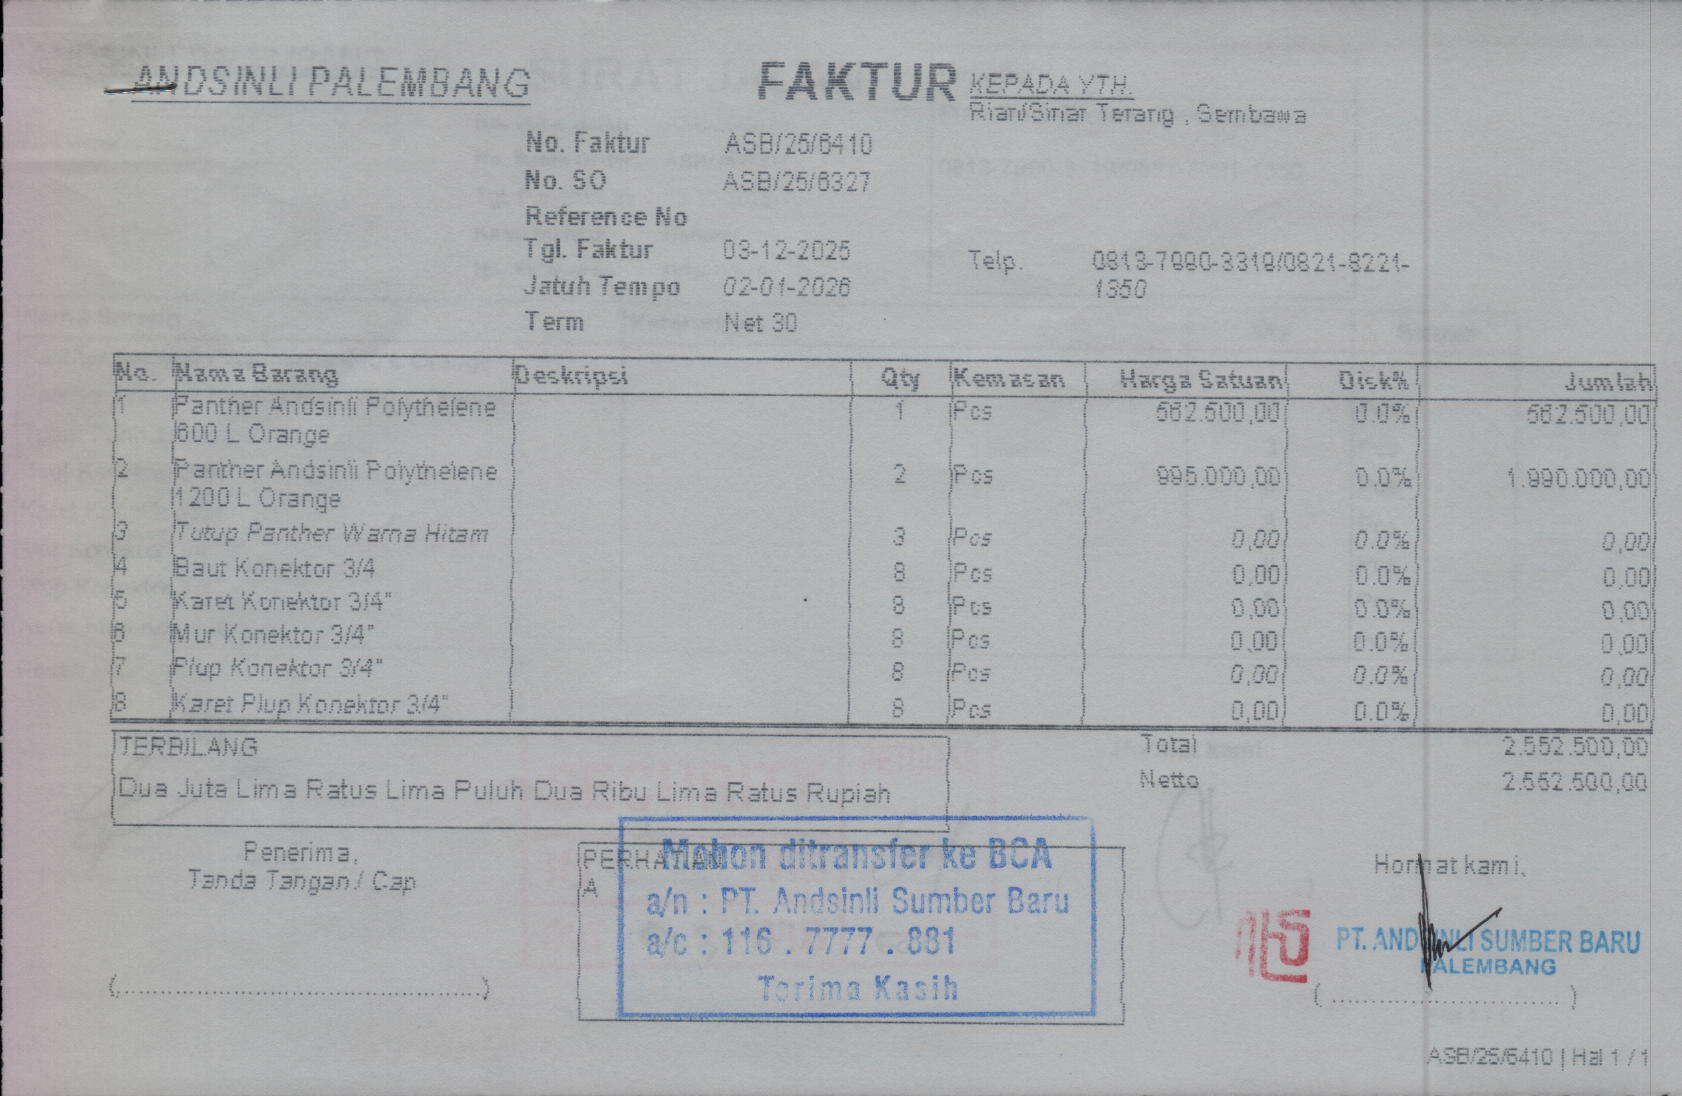 ANDSINLI PALEMBANG
FAKTUR
KEPADA YTH.
Rian/Sinar Terang , Sembawa
No. Faktur ASB/25/6410
No. SO ASB/25/6327
Reference No
Tgl. Faktur 03-12-2025
Jatuh Tempo 02-01-2026
Term Net 30
Telp. 0813-7990-3319/0821-8221-
1350
No. Nama Barang Deskripsi Qty Kemasan Harga Satuan Disk% Jumlah
1 Panther Andsinli Polythelene 1 Pcs 562.500,00 0.0% 562.500,00
600 L Orange
2 Panther Andsinli Polythelene 2 Pcs 995.000,00 0.0% 1.990.000,00
1200 L Orange
3 Tutup Panther Warna Hitam 3 Pcs 0,00 0.0% 0,00
4 Baut Konektor 3/4 8 Pcs 0,00 0.0% 0,00
5 Karet Konektor 3/4" 8 Pcs 0,00 0.0% 0,00
6 Mur Konektor 3/4" 8 Pcs 0,00 0.0% 0,00
7 Plup Konektor 3/4" 8 Pcs 0,00 0.0% 0,00
8 Karet Plup Konektor 3/4" 8 Pcs 0,00 0.0% 0,00
TERBILANG
Dua Juta Lima Ratus Lima Puluh Dua Ribu Lima Ratus Rupiah
Total 2.552.500,00
Netto 2.552.500,00
Penerima,
Tanda Tangan / Cap
(................................................)
PERHATIAN
A
Mohon ditransfer ke BCA
a/n : PT. Andsinli Sumber Baru
a/c : 116 . 7777 . 881
Terima Kasih
Hormat kami,
PT. ANDSINLI SUMBER BARU
PALEMBANG
( .............................. )
ASB/25/6410 | Hal 1 / 1